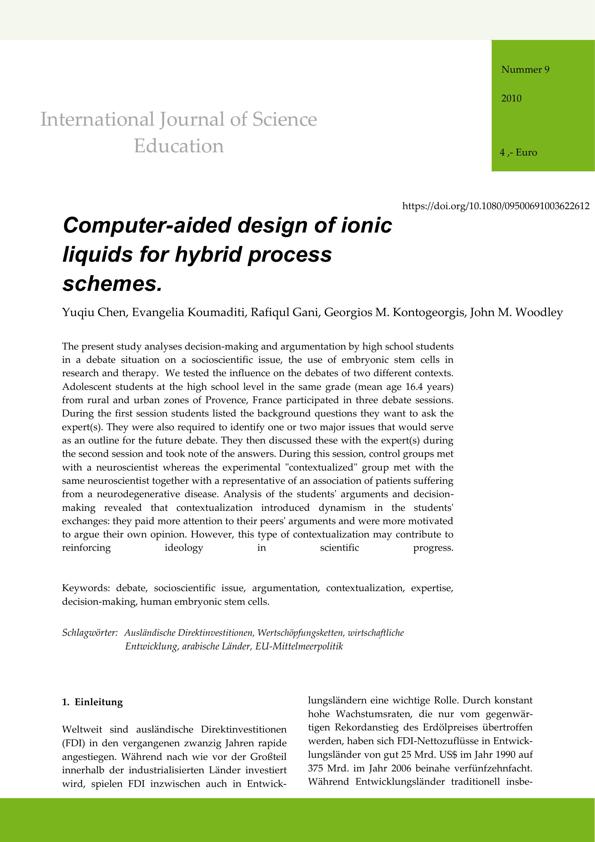 Nummer 9
2010
4 ,- Euro
International Journal of Science
Education
https://doi.org/10.1080/09500691003622612
Computer-aided design of ionic
liquids for hybrid process
schemes.
Yuqiu Chen, Evangelia Koumaditi, Rafiqul Gani, Georgios M. Kontogeorgis, John M. Woodley
The present study analyses decision-making and argumentation by high school students
in a debate situation on a socioscientific issue, the use of embryonic stem cells in
research and therapy. We tested the influence on the debates of two different contexts.
Adolescent students at the high school level in the same grade (mean age 16.4 years)
from rural and urban zones of Provence, France participated in three debate sessions.
During the first session students listed the background questions they want to ask the
expert(s). They were also required to identify one or two major issues that would serve
as an outline for the future debate. They then discussed these with the expert(s) during
the second session and took note of the answers. During this session, control groups met
with a neuroscientist whereas the experimental "contextualized" group met with the
same neuroscientist together with a representative of an association of patients suffering
from a neurodegenerative disease. Analysis of the students' arguments and decision-
making revealed that contextualization introduced dynamism in the students'
exchanges: they paid more attention to their peers' arguments and were more motivated
to argue their own opinion. However, this type of contextualization may contribute to
reinforcing ideology in scientific progress.
Keywords: debate, socioscientific issue, argumentation, contextualization, expertise,
decision-making, human embryonic stem cells.
Schlagwörter: Ausländische Direktinvestitionen, Wertschöpfungsketten, wirtschaftliche
Entwicklung, arabische Länder, EU-Mittelmeerpolitik
1. Einleitung
Weltweit sind ausländische Direktinvestitionen
(FDI) in den vergangenen zwanzig Jahren rapide
angestiegen. Während nach wie vor der Großteil
innerhalb der industrialisierten Länder investiert
wird, spielen FDI inzwischen auch in Entwick-
lungsländern eine wichtige Rolle. Durch konstant
hohe Wachstumsraten, die nur vom gegenwär-
tigen Rekordanstieg des Erdölpreises übertroffen
werden, haben sich FDI-Nettozuflüsse in Entwick-
lungsländer von gut 25 Mrd. US$ im Jahr 1990 auf
375 Mrd. im Jahr 2006 beinahe verfünfzehnfacht.
Während Entwicklungsländer traditionell insbe-